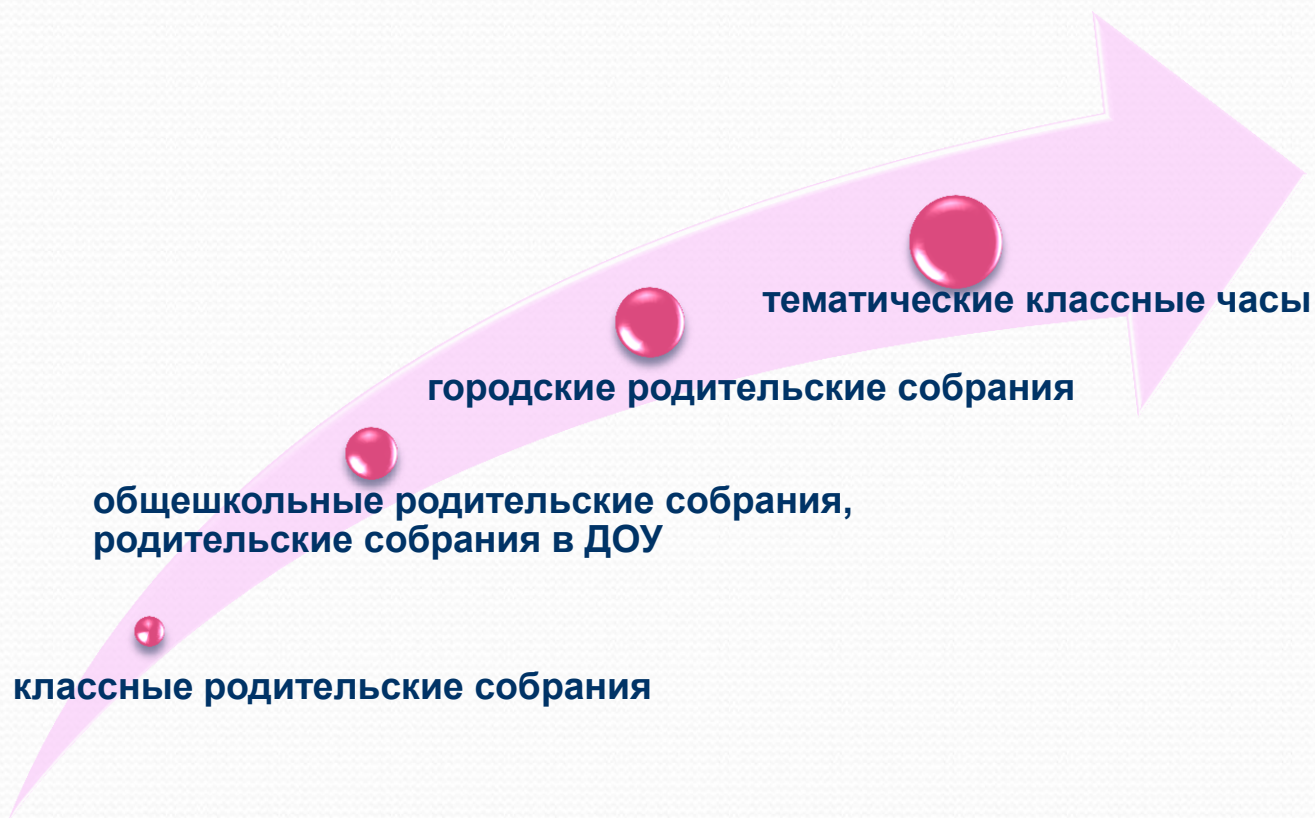 тематические классные часы
городские родительские собрания
общешкольные родительские собрания,
родительские собрания в ДОУ
классные родительские собрания